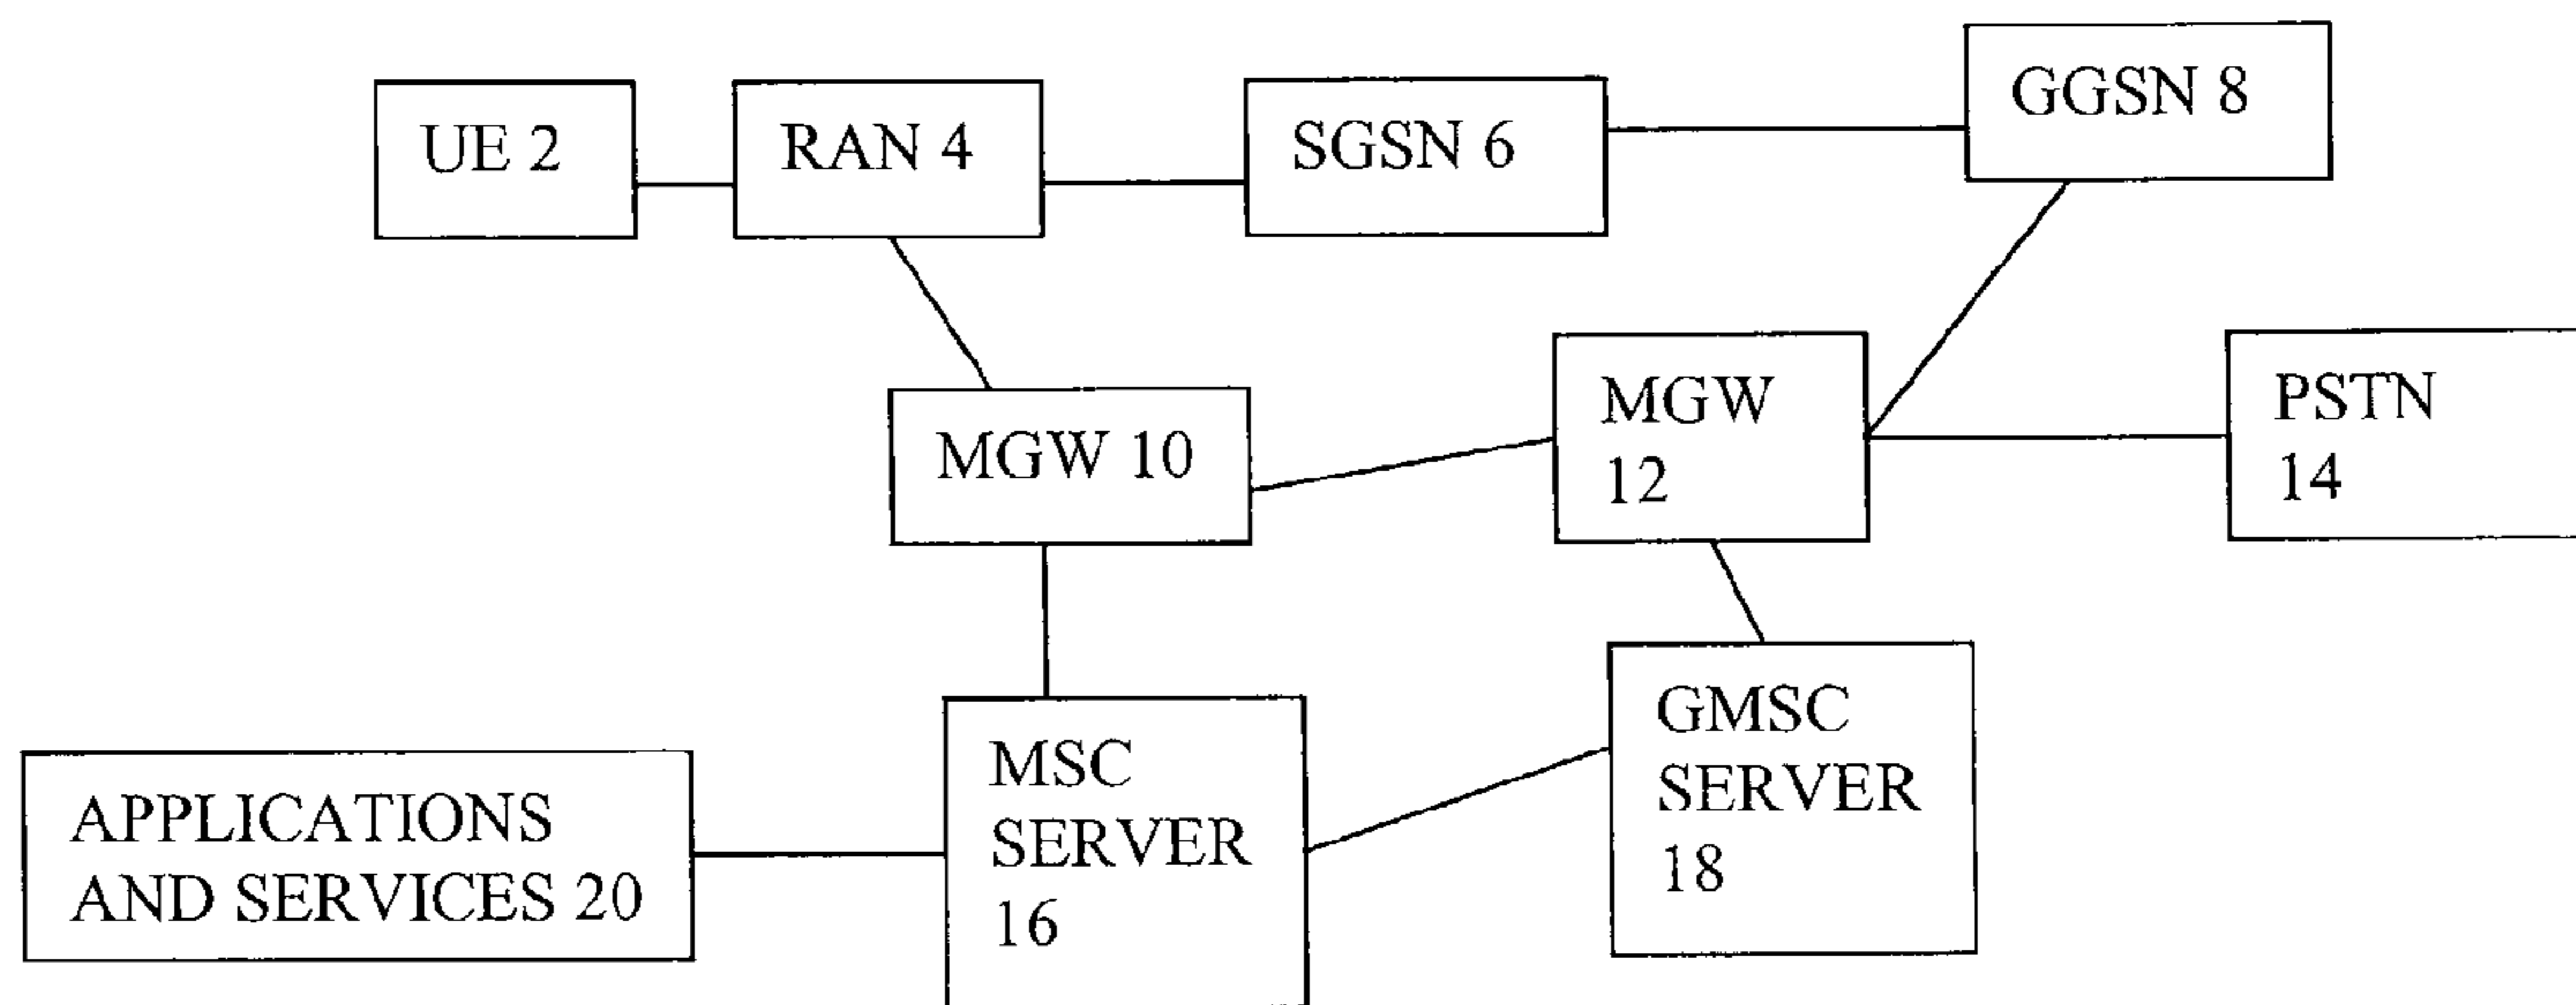 UE 2
RAN 4
SGSN 6
GGSN 8
MGW 10
MGW
12
PSTN
14
APPLICATIONS
AND SERVICES 20
MSC
SERVER
16
GMSC
SERVER
18